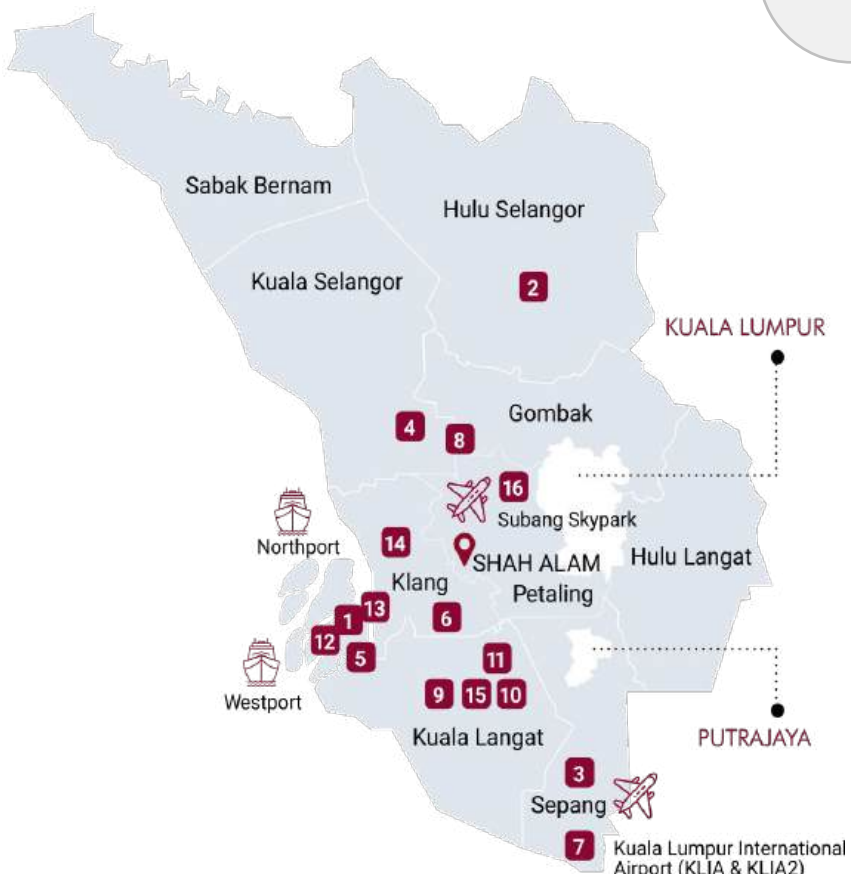 Sabak Bernam
Hulu Selangor
Kuala Selangor
2
KUALA LUMPUR
Gombak
4
8
16
Subang Skypark
Northport
14
SHAH ALAM
Hulu Langat
Klang
Petaling
13
1
6
12
5
11
Westport
9
15
10
Kuala Langat
PUTRAJAYA
3
Sepang
7
Kuala Lumpur International
Airport (KLIA & KLIA2)